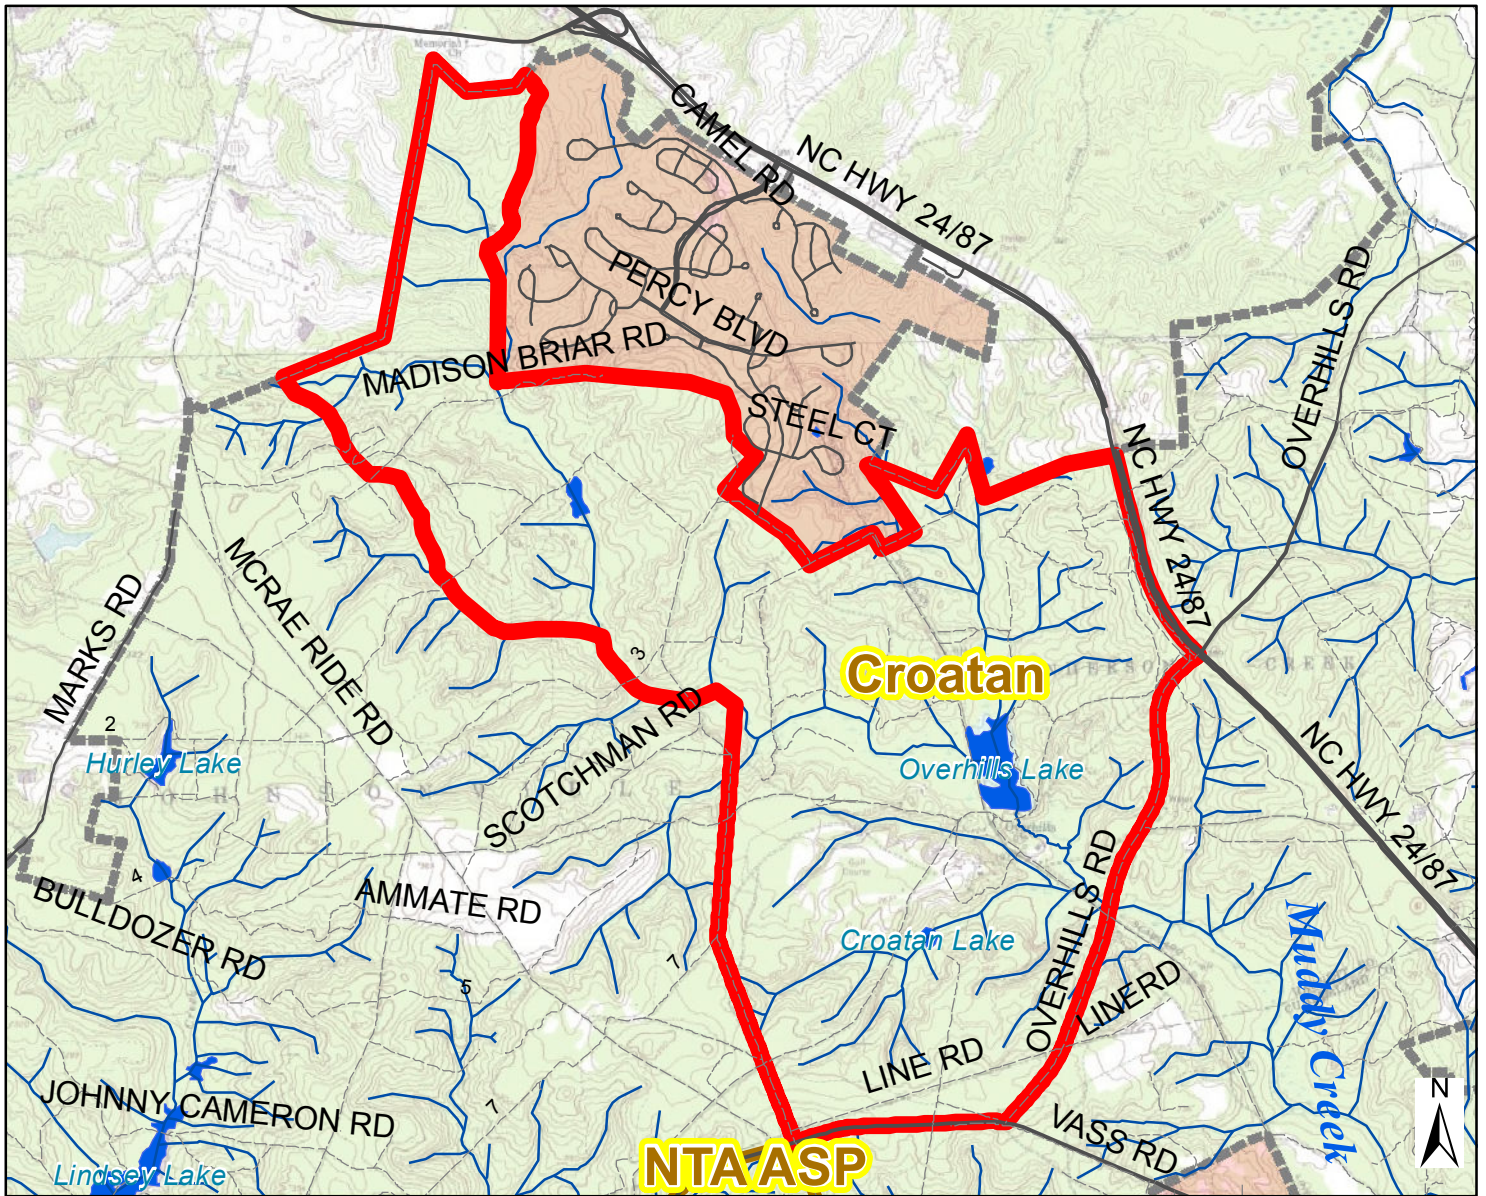 CAMEL RD
NC HWY 24/87
OVERHILLS RD
PERCY BLVD
MADISON BRIAR RD
STEEL CT
NC HWY 24/87
MCRAE RIDE RD
MARKS RD
3
Croatan
CREEK
2
Hurley Lake
SCOTCHMAN RD
Overhills Lake
NC HWY 24/87
4
BULLDOZER RD
AMMATE RD
OVERHILLS RD
Croatan Lake
7
5
LINE RD
Muddy Creek
LINE RD
N
7
JOHNNY CAMERON RD
VASS RD
NTA ASP
Lindsey Lake